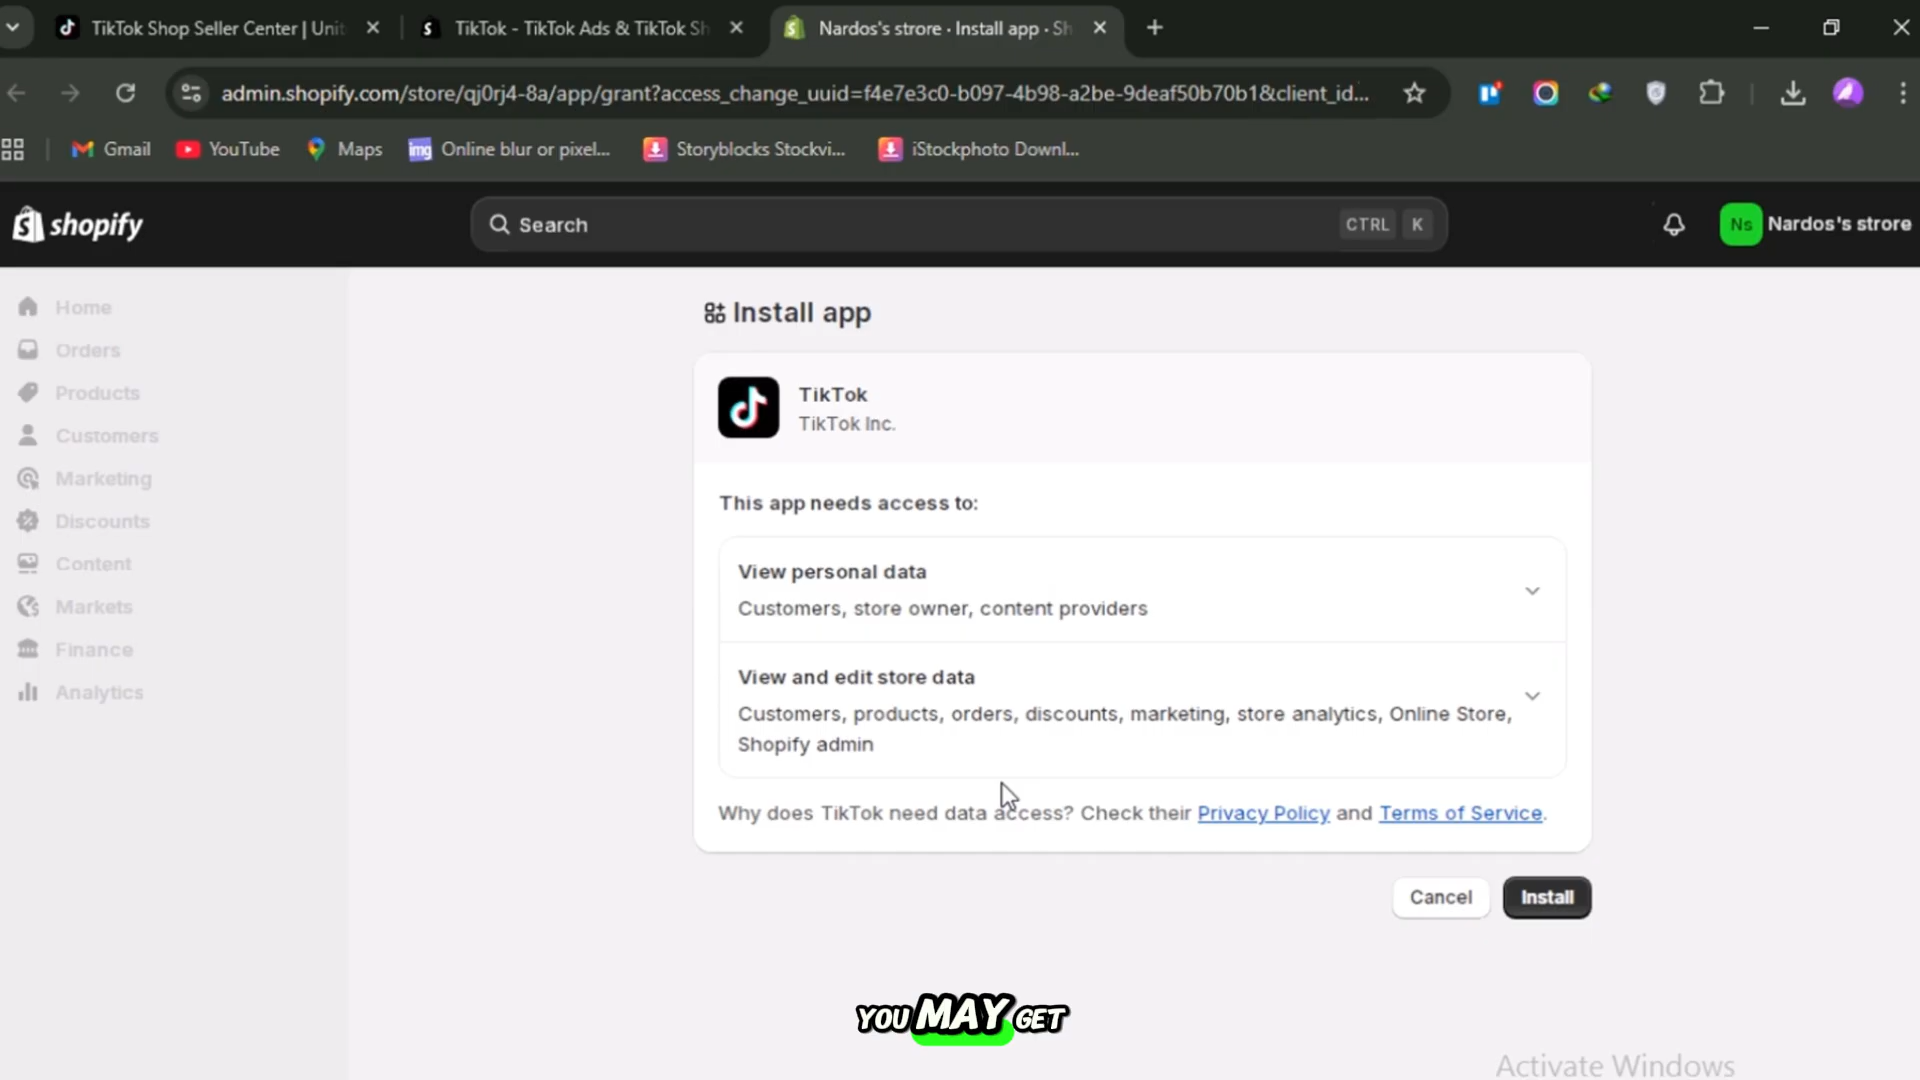 TikTok Shop Seller Center | Unit
TikTok - TikTok Ads & TikTok Sh
Nardos's strore · Install app · Sh
admin.shopify.com/store/qj0rj4-8a/app/grant?access_change_uuid=f4e7e3c0-b097-4b98-a2be-9deaf50b70b1&client_id...
Gmail
YouTube
Maps
img
Online blur or pixel...
Storyblocks Stockvi...
iStockphoto Downl...
shopify
Search
CTRL K
Ns
Nardos's strore
Home
Orders
Products
Customers
Marketing
Discounts
Content
Markets
Finance
Analytics
Install app
TikTok
TikTok Inc.
This app needs access to:
View personal data
Customers, store owner, content providers
View and edit store data
Customers, products, orders, discounts, marketing, store analytics, Online Store,
Shopify admin
Why does TikTok need data access? Check their Privacy Policy and Terms of Service.
Cancel
Install
YOU MAY GET
Activate Windows